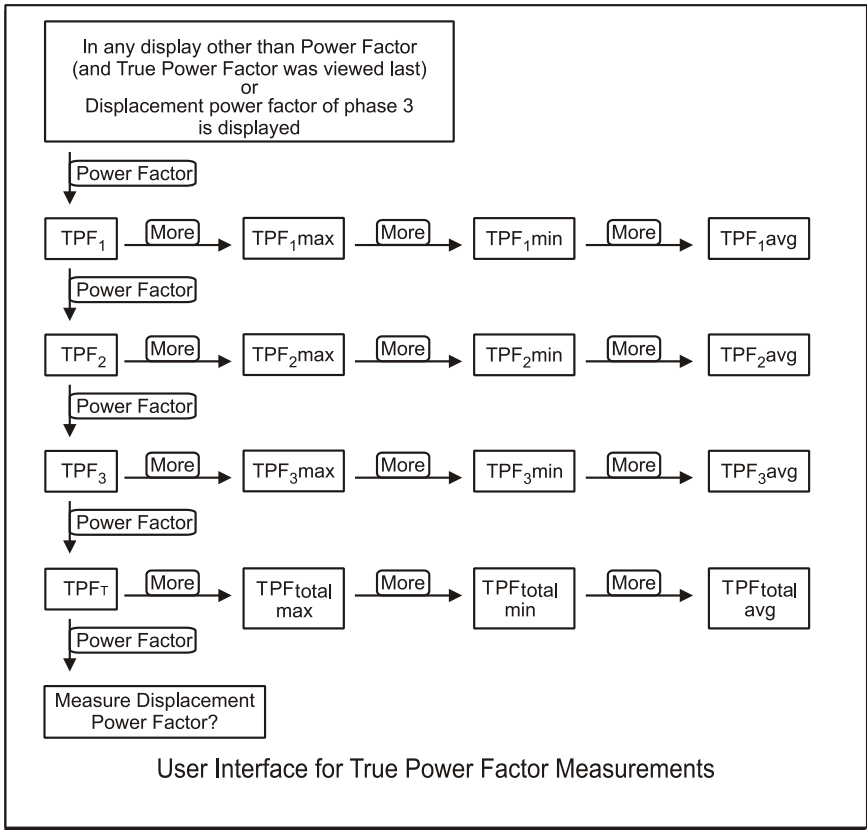 In any display other than Power Factor
(and True Power Factor was viewed last)
or
Displacement power factor of phase 3
is displayed
Power Factor
TPF₁ More TPF₁max More TPF₁min More TPF₁avg
Power Factor
TPF₂ More TPF₂max More TPF₂min More TPF₂avg
Power Factor
TPF₃ More TPF₃max More TPF₃min More TPF₃avg
Power Factor
TPFT More TPFtotal More TPFtotal More TPFtotal
max min avg
Power Factor
Measure Displacement
Power Factor?
User Interface for True Power Factor Measurements